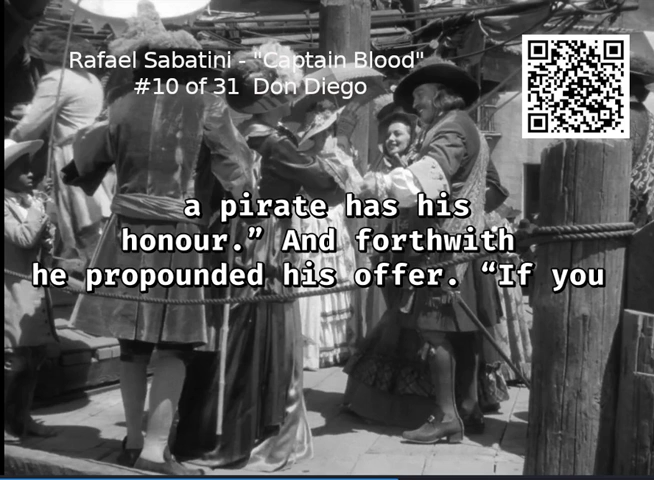 Rafael Sabatini - "Captain Blood"
#10 of 31  Don Diego
a pirate has his
honour.” And forthwith
he propounded his offer. “If you